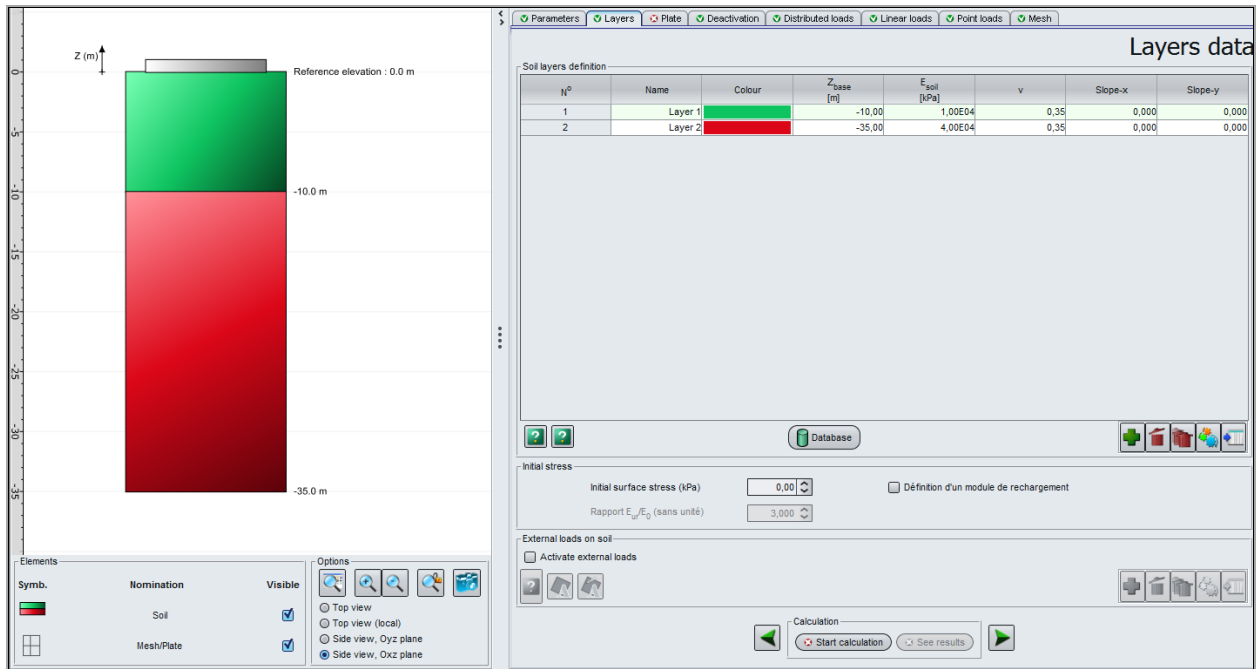 Parameters Layers Plate Deactivation Distributed loads Linear loads Point loads Mesh
Layers data
Z (m)
Reference elevation : 0.0 m
-10.0 m
-35.0 m
0
-5
-10
-15
-20
-25
-30
-35
Soil layers definition
N° Name Colour Zbase [m] Esoil [kPa] ν Slope-x Slope-y
1 Layer 1 -10,00 1,00E04 0,35 0,000 0,000
2 Layer 2 -35,00 4,00E04 0,35 0,000 0,000
? ? Database
Initial stress
Initial surface stress (kPa) 0,00 Définition d'un module de rechargement
Rapport Eur/E0 (sans unité) 3,000
External loads on soil
Activate external loads
?
Calculation
Start calculation See results
Elements
Symb. Nomination Visible
Soil
Mesh/Plate
Options
Top view
Top view (local)
Side view, Oyz plane
Side view, Oxz plane